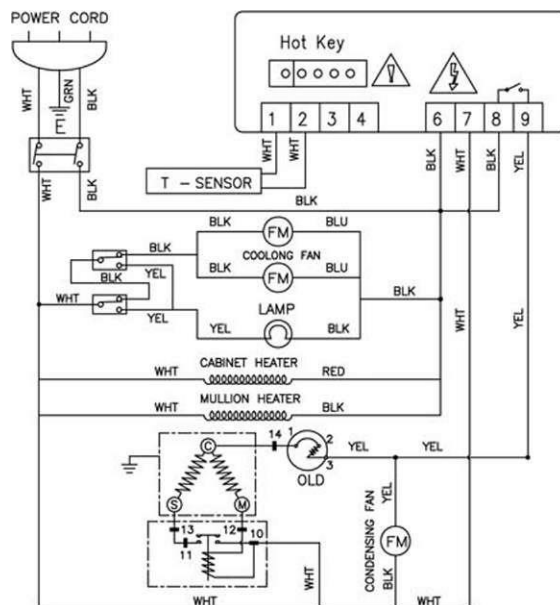 POWER CORD
Hot Key
WHT
GRN
BLK
E
1 2 3 4 6 7 8 9
WHT
BLK
WHT
WHT
BLK
WHT
BLK
YEL
T - SENSOR
BLK
BLK FM BLU
BLK
COOLONG FAN
YEL
BLK FM BLU
BLK
WHT
LAMP
BLK
YEL
YEL BLK
WHT
YEL
CABINET HEATER
WHT RED
MULLION HEATER
WHT BLK
C
14
1
2
3
YEL YEL
OLD
S M
13 12 10
11
WHT
CONDENSING FAN
YEL
FM
BLK
WHT WHT